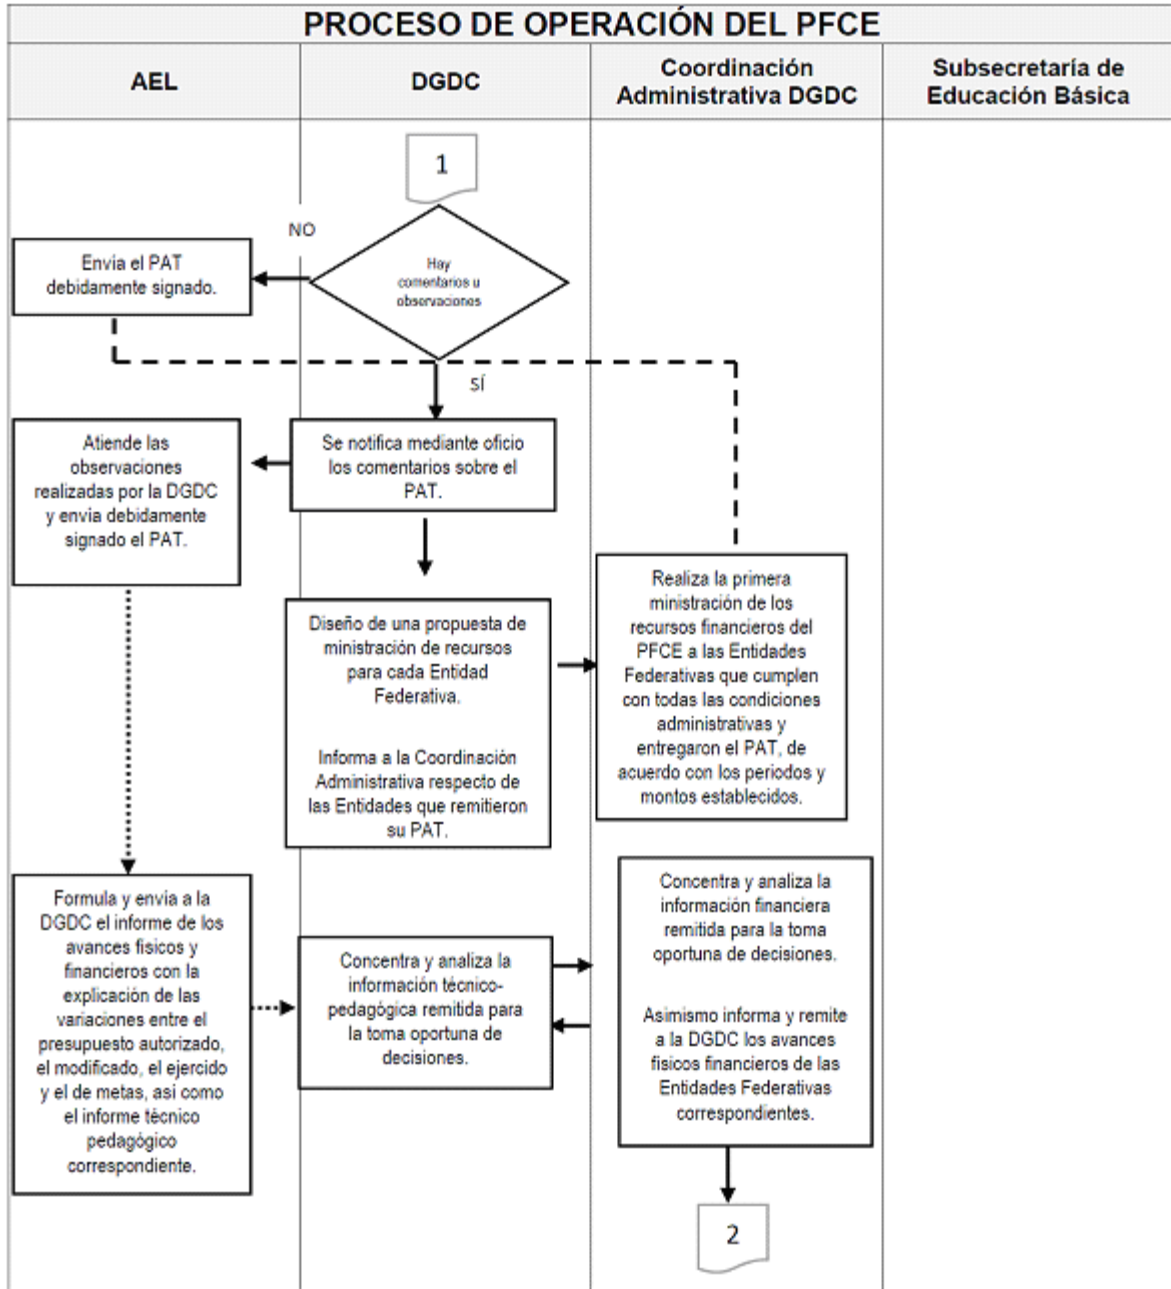 PROCESO DE OPERACIÓN DEL PFCE
AEL
DGDC
Coordinación
Administrativa DGDC
Subsecretaría de
Educación Básica
1
NO
Hay
comentarios u
observaciones
Envía el PAT
debidamente signado.
SÍ
Atiende las
observaciones
realizadas por la DGDC
y envía debidamente
signado el PAT.
Se notifica mediante oficio
los comentarios sobre el
PAT.
Diseño de una propuesta de
ministración de recursos
para cada Entidad
Federativa.
Informa a la Coordinación
Administrativa respecto de
las Entidades que remitieron
su PAT.
Realiza la primera
ministración de los
recursos financieros del
PFCE a las Entidades
Federativas que cumplen
con todas las condiciones
administrativas y
entregaron el PAT, de
acuerdo con los periodos y
montos establecidos.
Formula y envía a la
DGDC el informe de los
avances físicos y
financieros con la
explicación de las
variaciones entre el
presupuesto autorizado,
el modificado, el ejercido
y el de metas, así como
el informe técnico
pedagógico
correspondiente.
Concentra y analiza la
información técnico-
pedagógica remitida para
la toma oportuna de
decisiones.
Concentra y analiza la
información financiera
remitida para la toma
oportuna de decisiones.
Asimismo informa y remite
a la DGDC los avances
físicos financieros de las
Entidades Federativas
correspondientes.
2